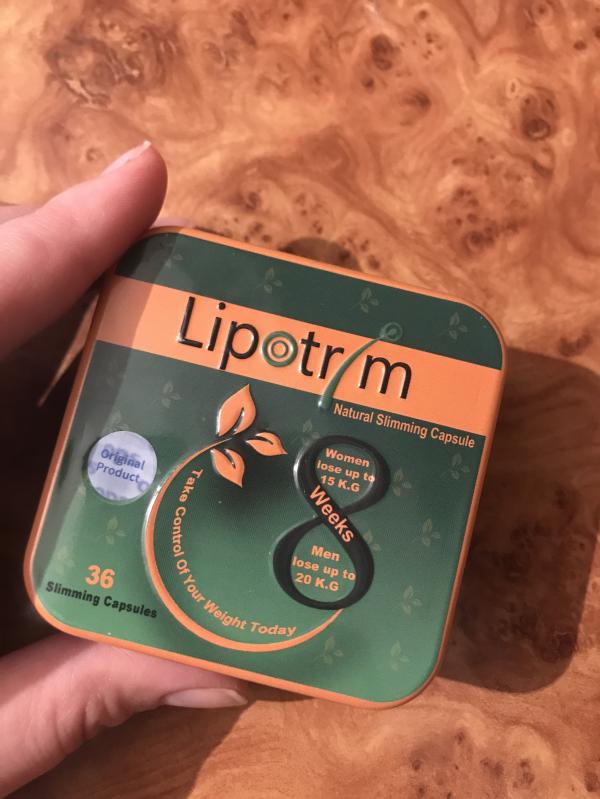 Lipotrim
Natural Slimming Capsule
Original
Product
Women
lose up to
15 K.G
8
Weeks
Men
lose up to
20 K.G
Take Control Of Your Weight Today
36
Slimming Capsules